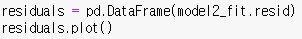 residuals = pd.DataFrame(model2_fit.resid)
residuals.plot()